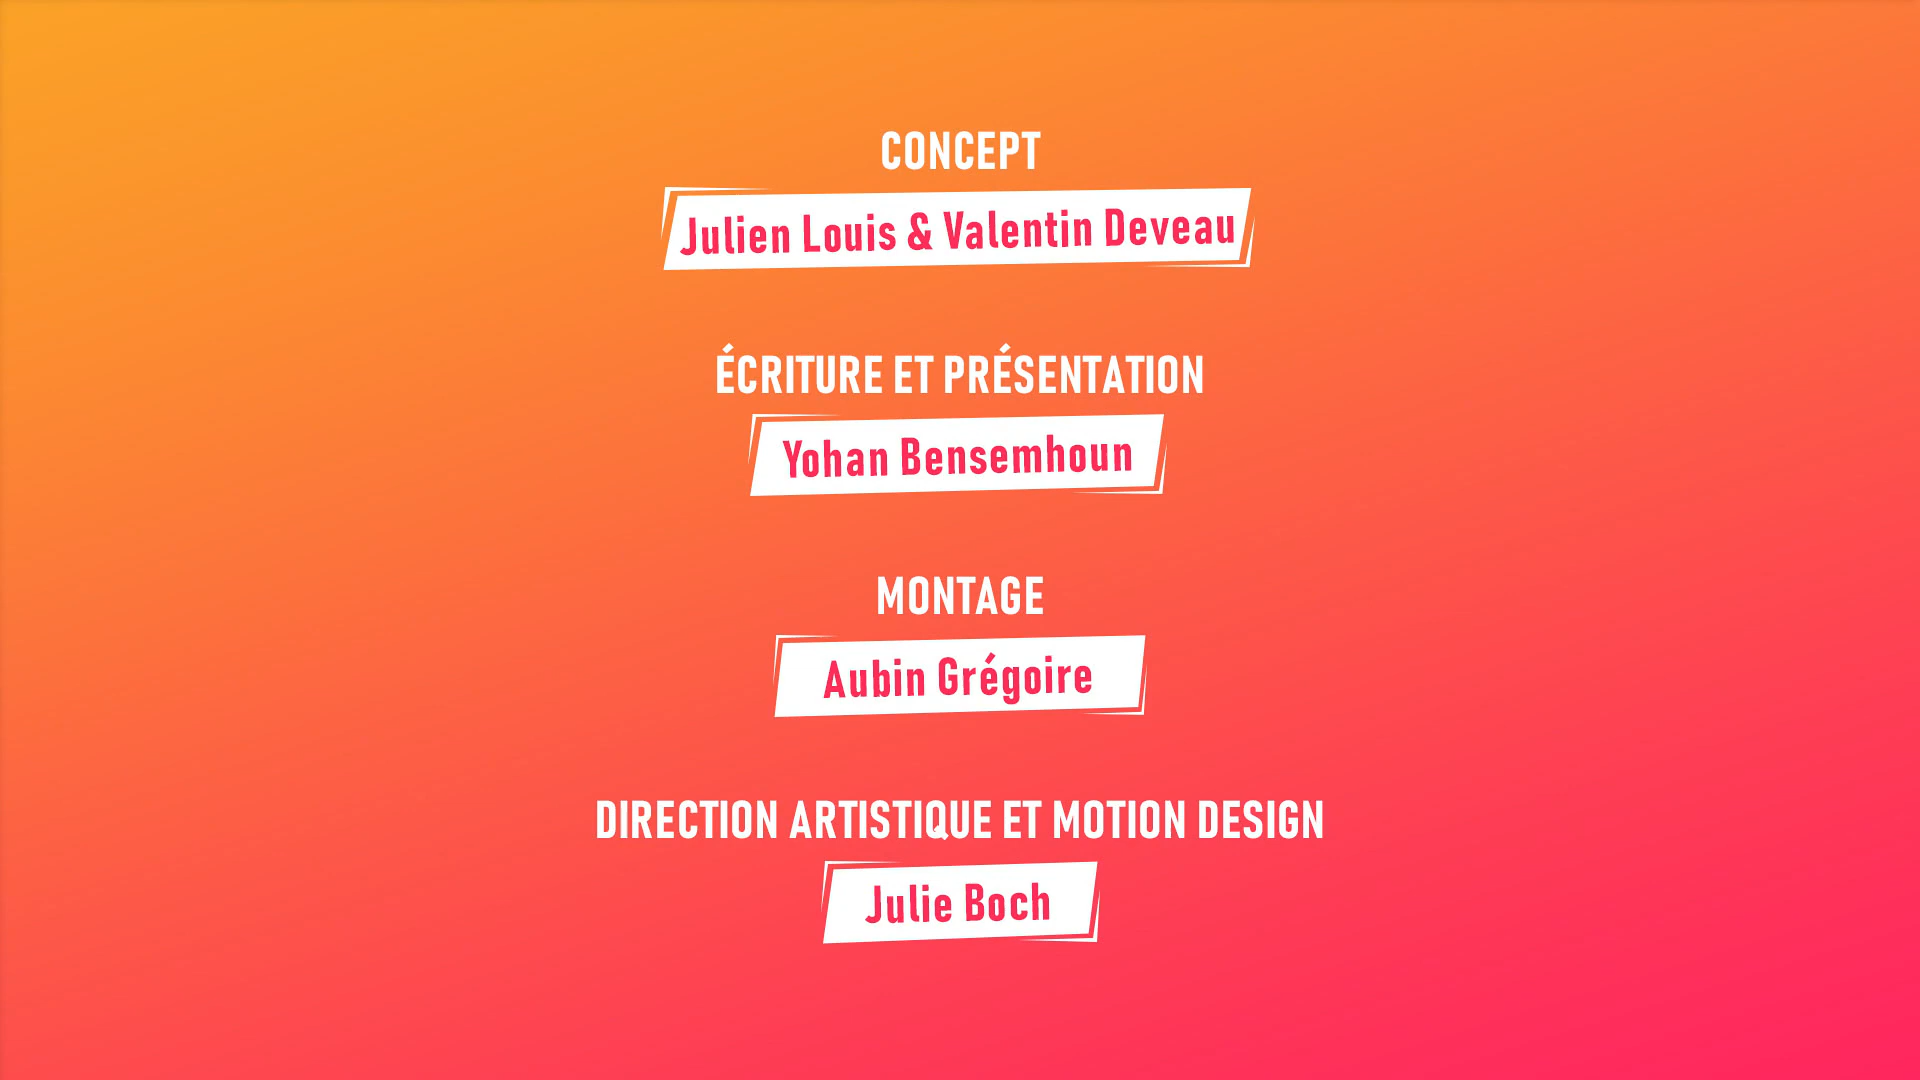 CONCEPT
Julien Louis & Valentin Deveau
ÉCRITURE ET PRÉSENTATION
Yohan Bensemhoun
MONTAGE
Aubin Grégoire
DIRECTION ARTISTIQUE ET MOTION DESIGN
Julie Boch